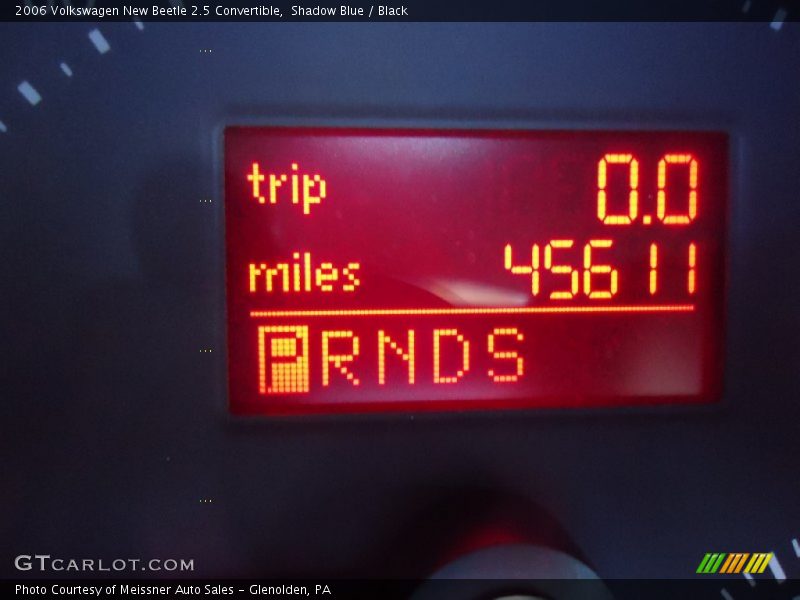 2006 Volkswagen New Beetle 2.5 Convertible,  Shadow Blue / Black
trip 0.0
miles 45611
PRNDS
GTCARLOT.COM
Photo Courtesy of Meissner Auto Sales - Glenolden, PA